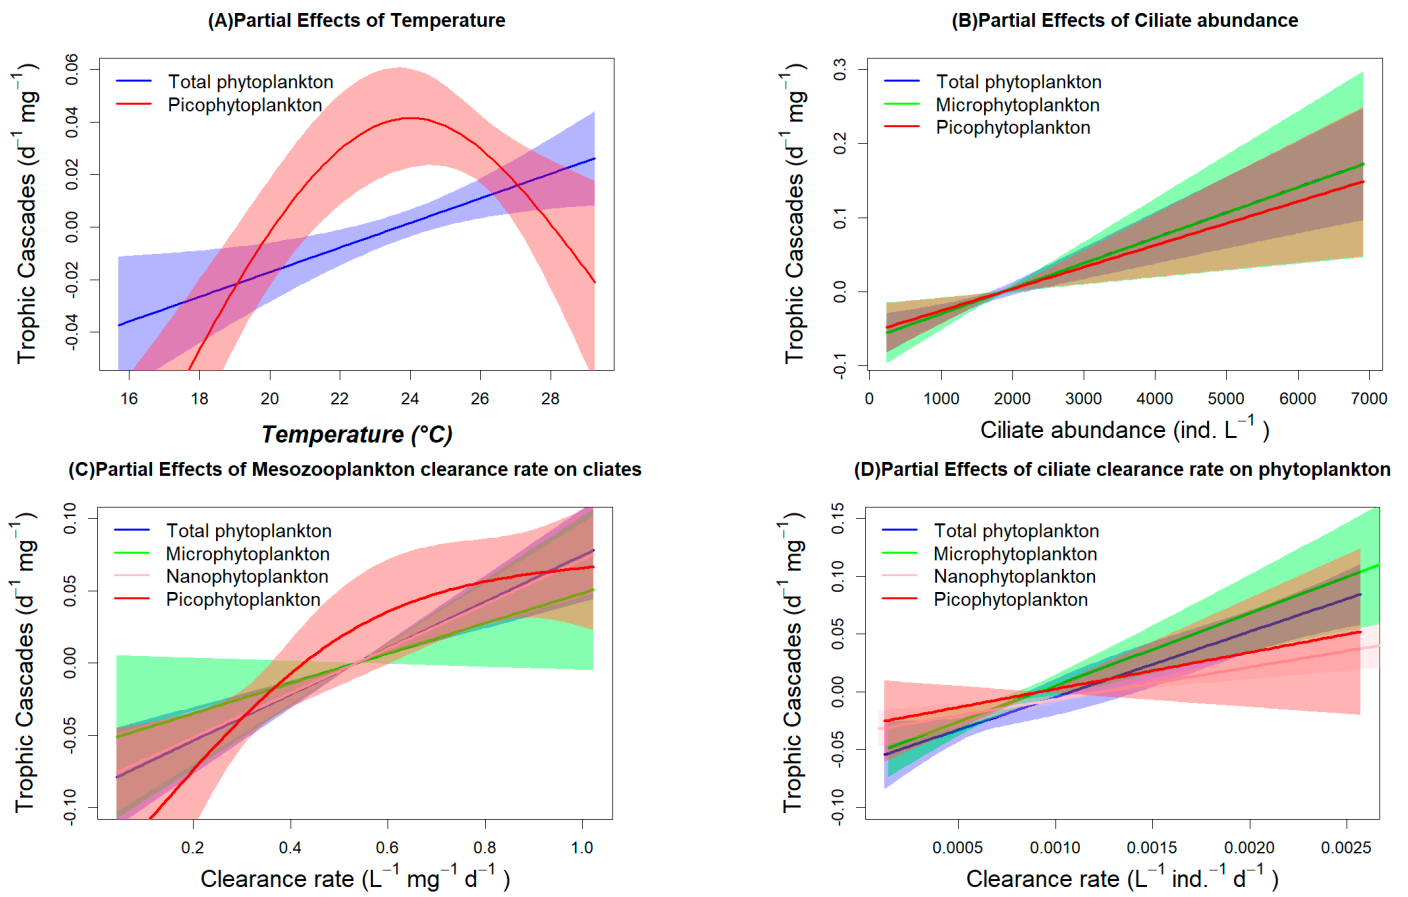 (A)Partial Effects of Temperature
Trophic Cascades (d⁻¹ mg⁻¹)
0.06
0.04
0.02
0.00
-0.02
-0.04
Total phytoplankton
Picophytoplankton
16 18 20 22 24 26 28
Temperature (°C)
(B)Partial Effects of Ciliate abundance
Trophic Cascades (d⁻¹ mg⁻¹)
0.3
0.2
0.1
0.0
-0.1
Total phytoplankton
Microphytoplankton
Picophytoplankton
0 1000 2000 3000 4000 5000 6000 7000
Ciliate abundance (ind. L⁻¹ )
(C)Partial Effects of Mesozooplankton clearance rate on cliates
Trophic Cascades (d⁻¹ mg⁻¹)
0.10
0.05
0.00
-0.05
-0.10
Total phytoplankton
Microphytoplankton
Nanophytoplankton
Picophytoplankton
0.2 0.4 0.6 0.8 1.0
Clearance rate (L⁻¹ mg⁻¹ d⁻¹ )
(D)Partial Effects of ciliate clearance rate on phytoplankton
Trophic Cascades (d⁻¹ mg⁻¹)
0.15
0.10
0.05
0.00
-0.05
-0.10
Total phytoplankton
Microphytoplankton
Nanophytoplankton
Picophytoplankton
0.0005 0.0010 0.0015 0.0020 0.0025
Clearance rate (L⁻¹ ind.⁻¹ d⁻¹ )